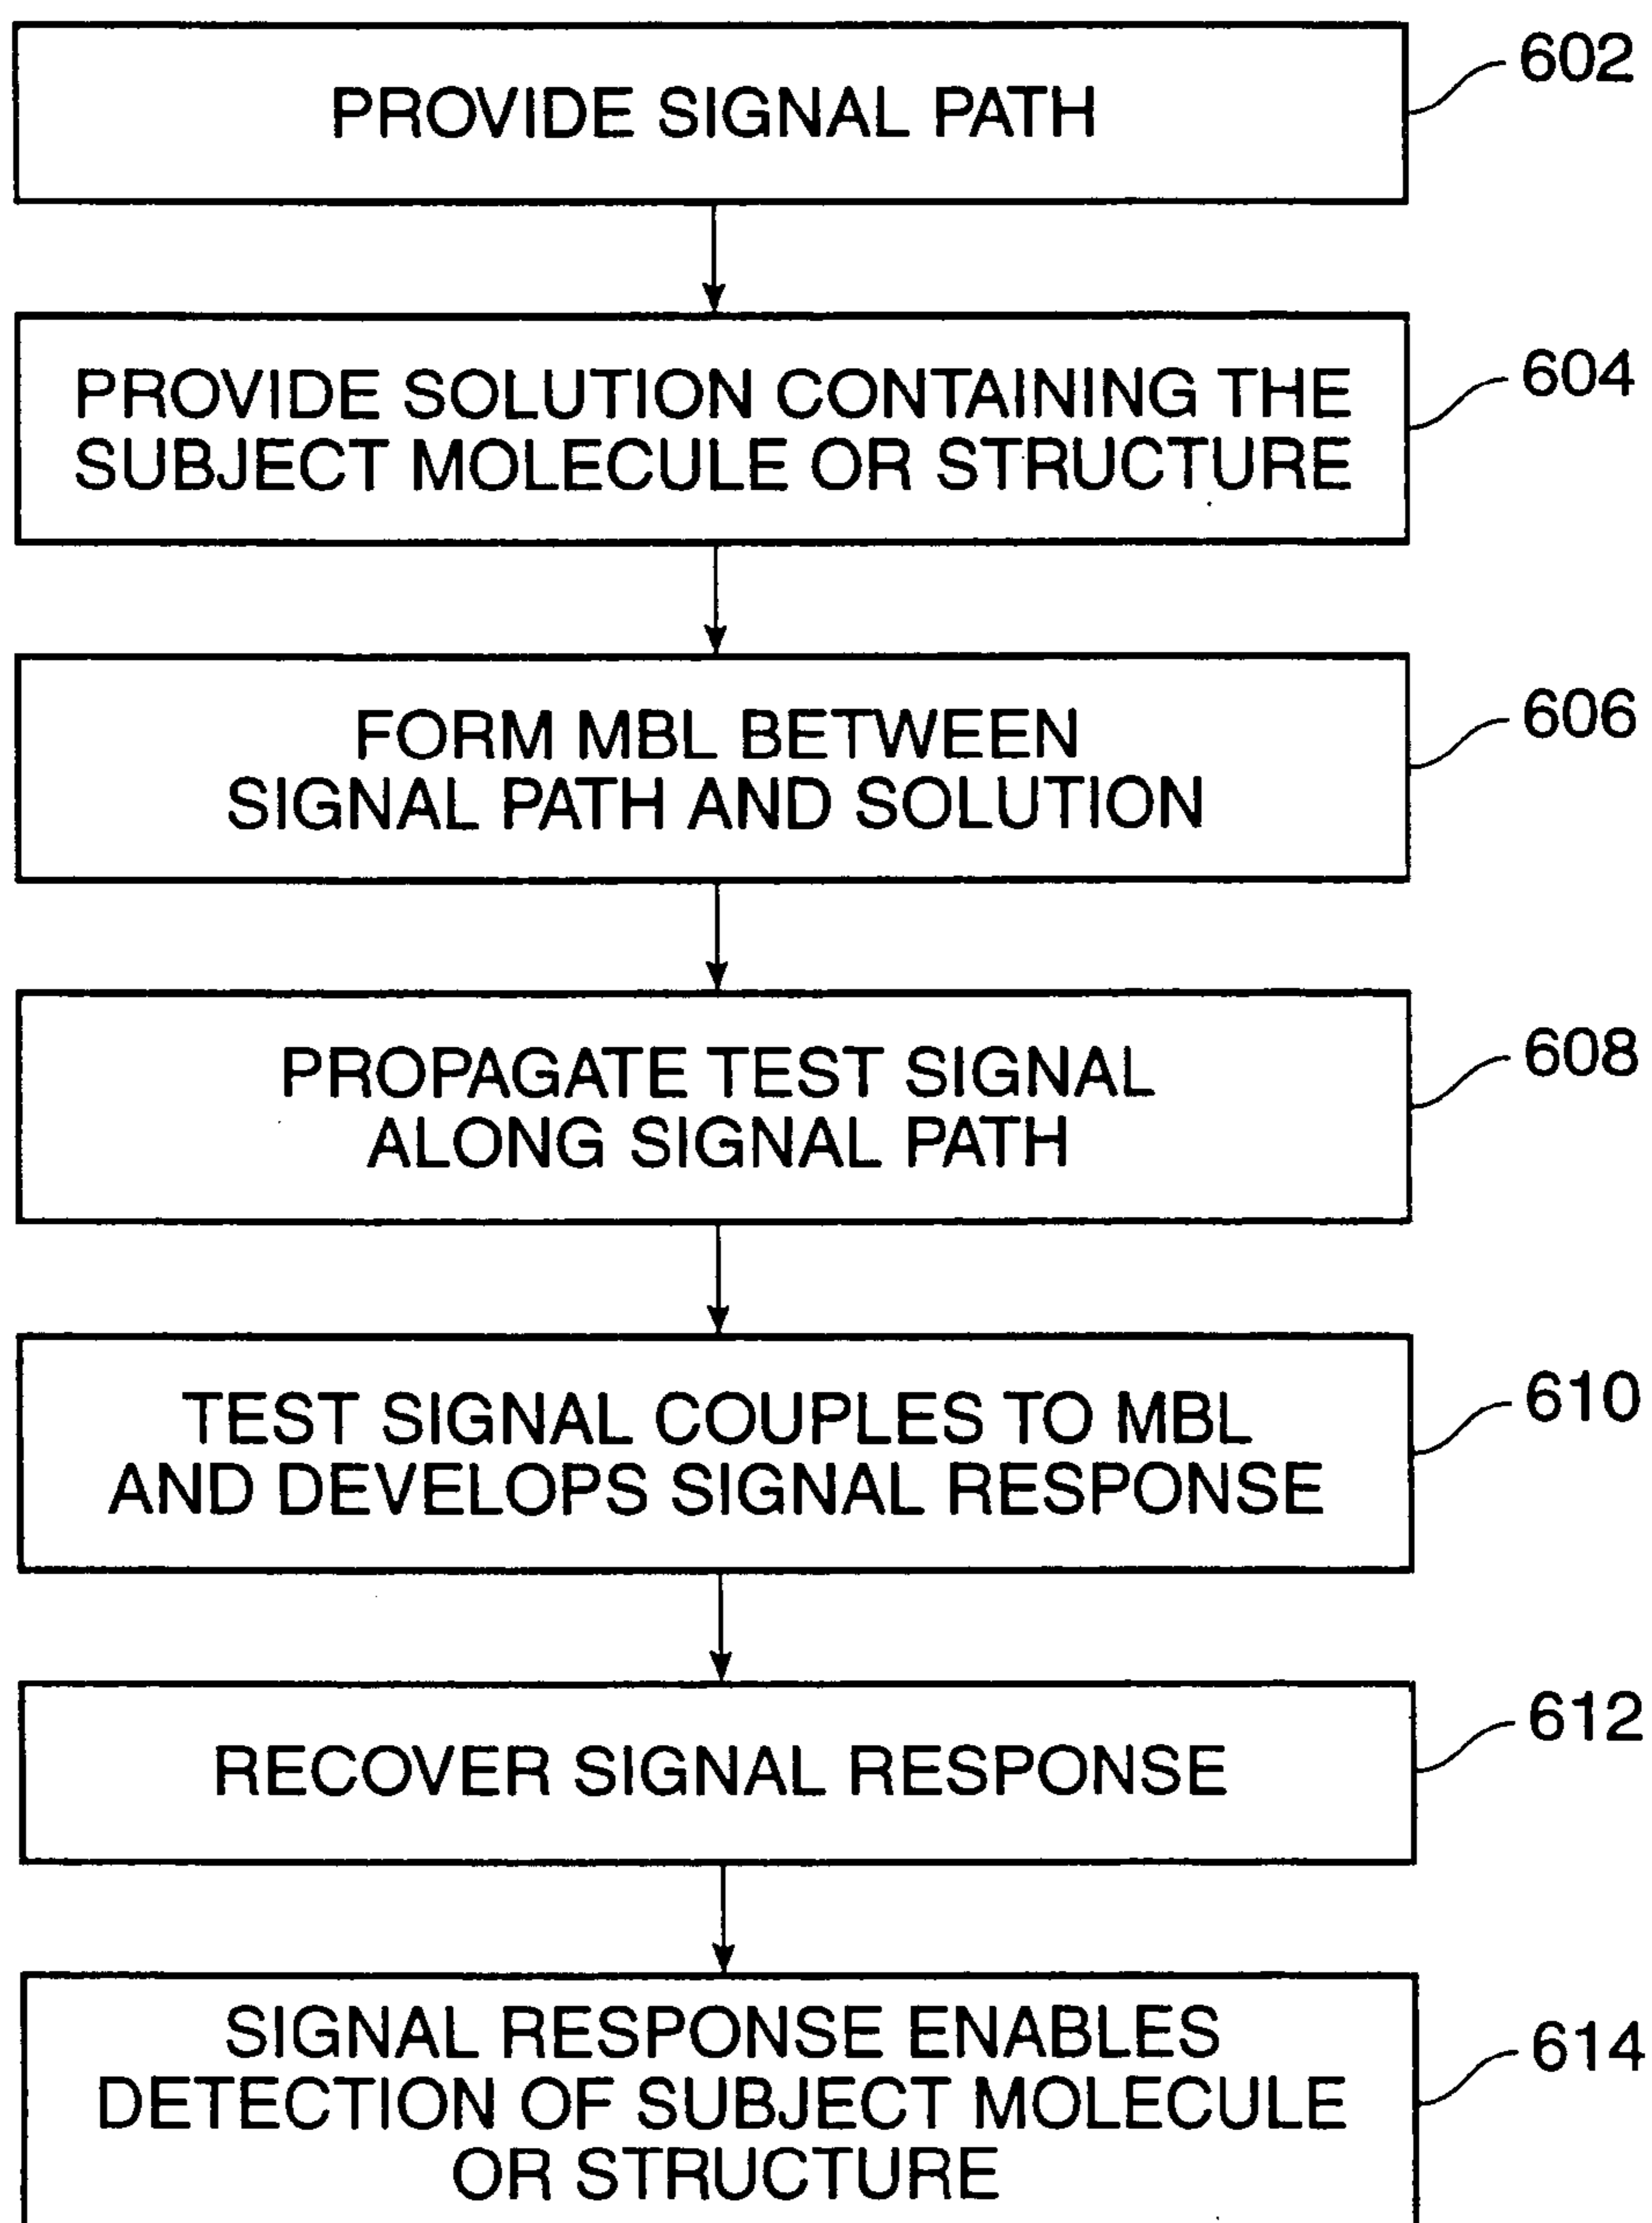 PROVIDE SIGNAL PATH
602
PROVIDE SOLUTION CONTAINING THE
SUBJECT MOLECULE OR STRUCTURE
604
FORM MBL BETWEEN
SIGNAL PATH AND SOLUTION
606
PROPAGATE TEST SIGNAL
ALONG SIGNAL PATH
608
TEST SIGNAL COUPLES TO MBL
AND DEVELOPS SIGNAL RESPONSE
610
RECOVER SIGNAL RESPONSE
612
SIGNAL RESPONSE ENABLES
DETECTION OF SUBJECT MOLECULE
OR STRUCTURE
614